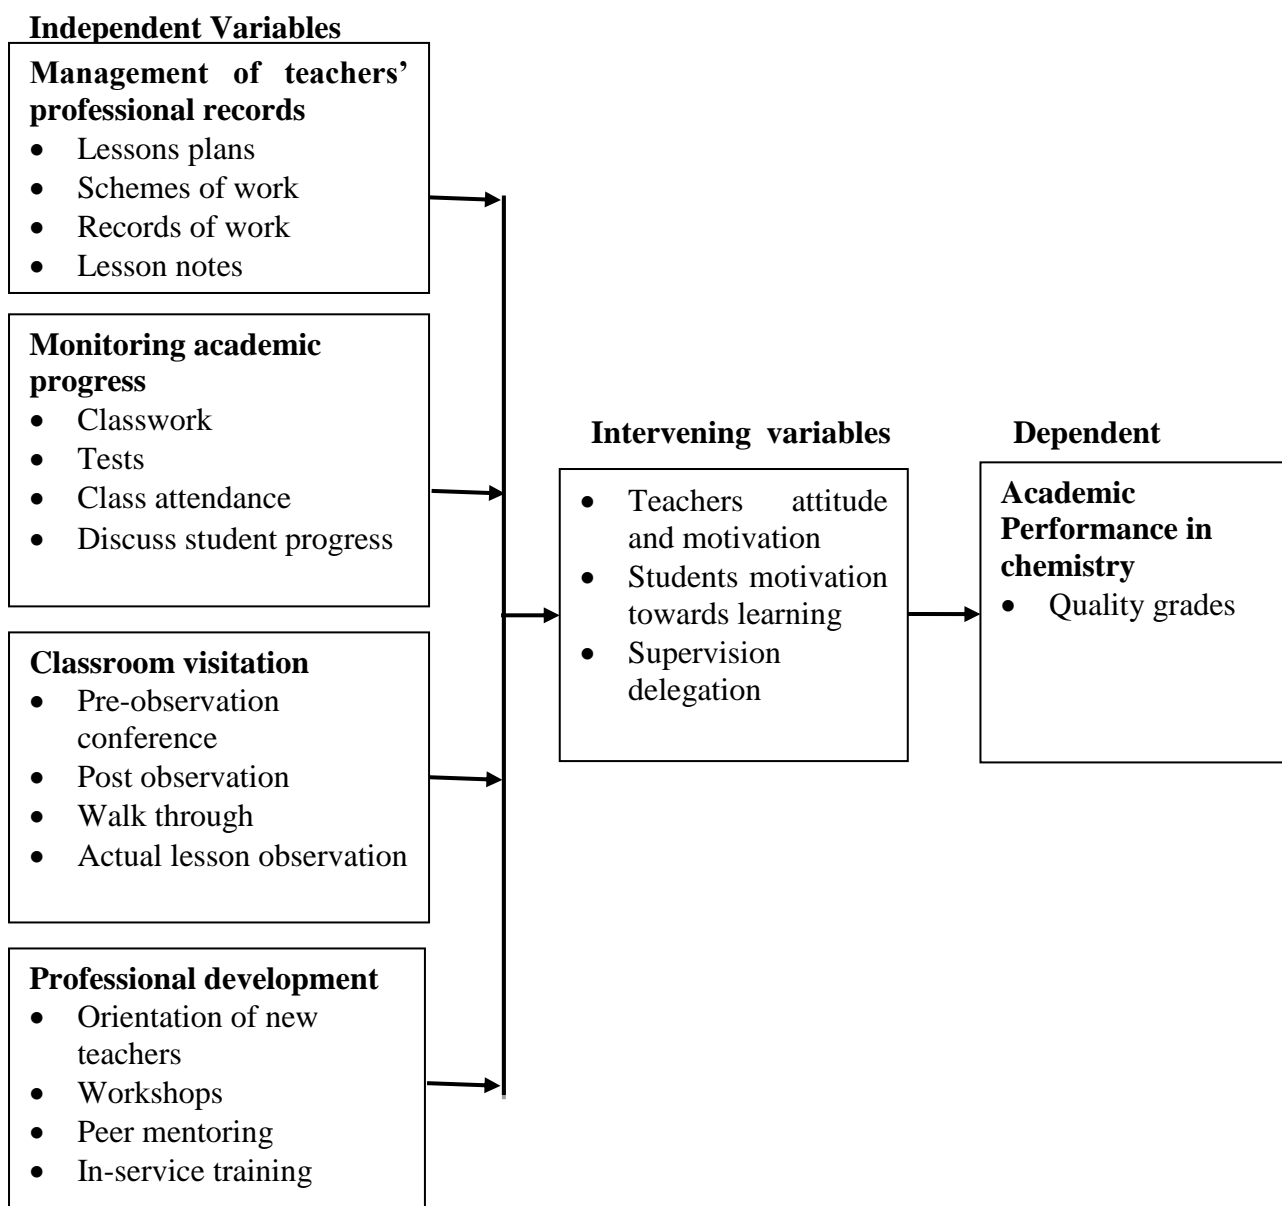 Independent Variables
Management of teachers’
professional records
• Lessons plans
• Schemes of work
• Records of work
• Lesson notes
Monitoring academic
progress
• Classwork
• Tests
• Class attendance
• Discuss student progress
Classroom visitation
• Pre-observation
conference
• Post observation
• Walk through
• Actual lesson observation
Professional development
• Orientation of new
teachers
• Workshops
• Peer mentoring
• In-service training
Intervening variables
• Teachers attitude
and motivation
• Students motivation
towards learning
• Supervision
delegation
Dependent
Academic
Performance in
chemistry
• Quality grades